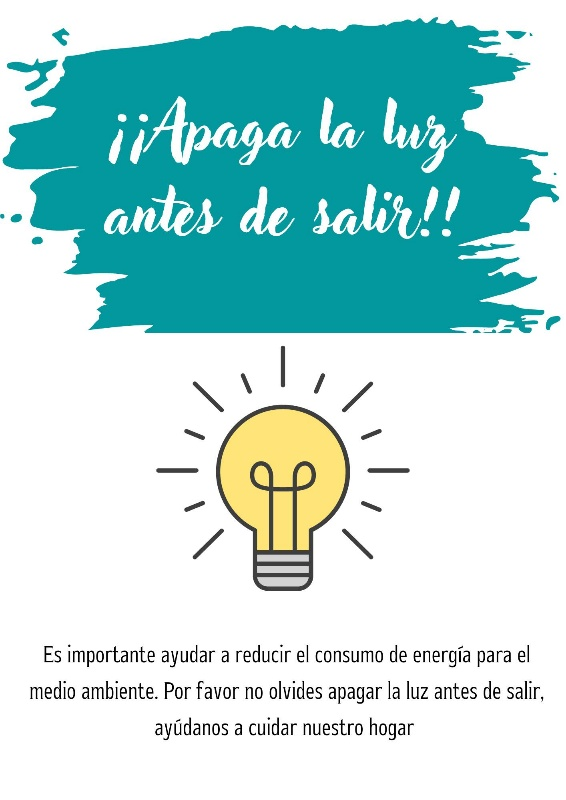 ¡¡Apaga la luz
antes de salir!!
Es importante ayudar a reducir el consumo de energía para el
medio ambiente. Por favor no olvides apagar la luz antes de salir,
ayúdanos a cuidar nuestro hogar